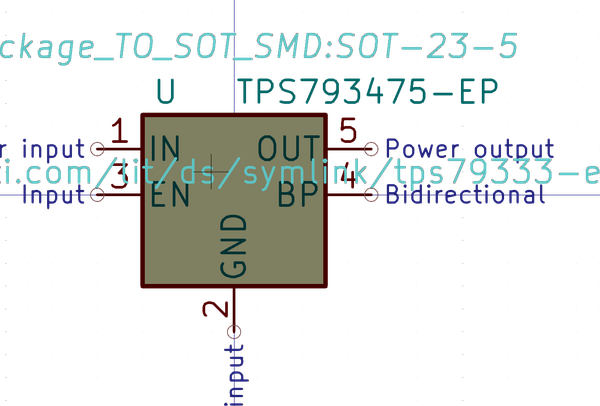 ckage_TO_SOT_SMD:SOT-23-5
U TPS793475-EP
1 5
r input IN OUT Power output
ti.com/lit/ds/symlink/tps79333-e
3 4
Input EN BP Bidirectional
GND
2
input